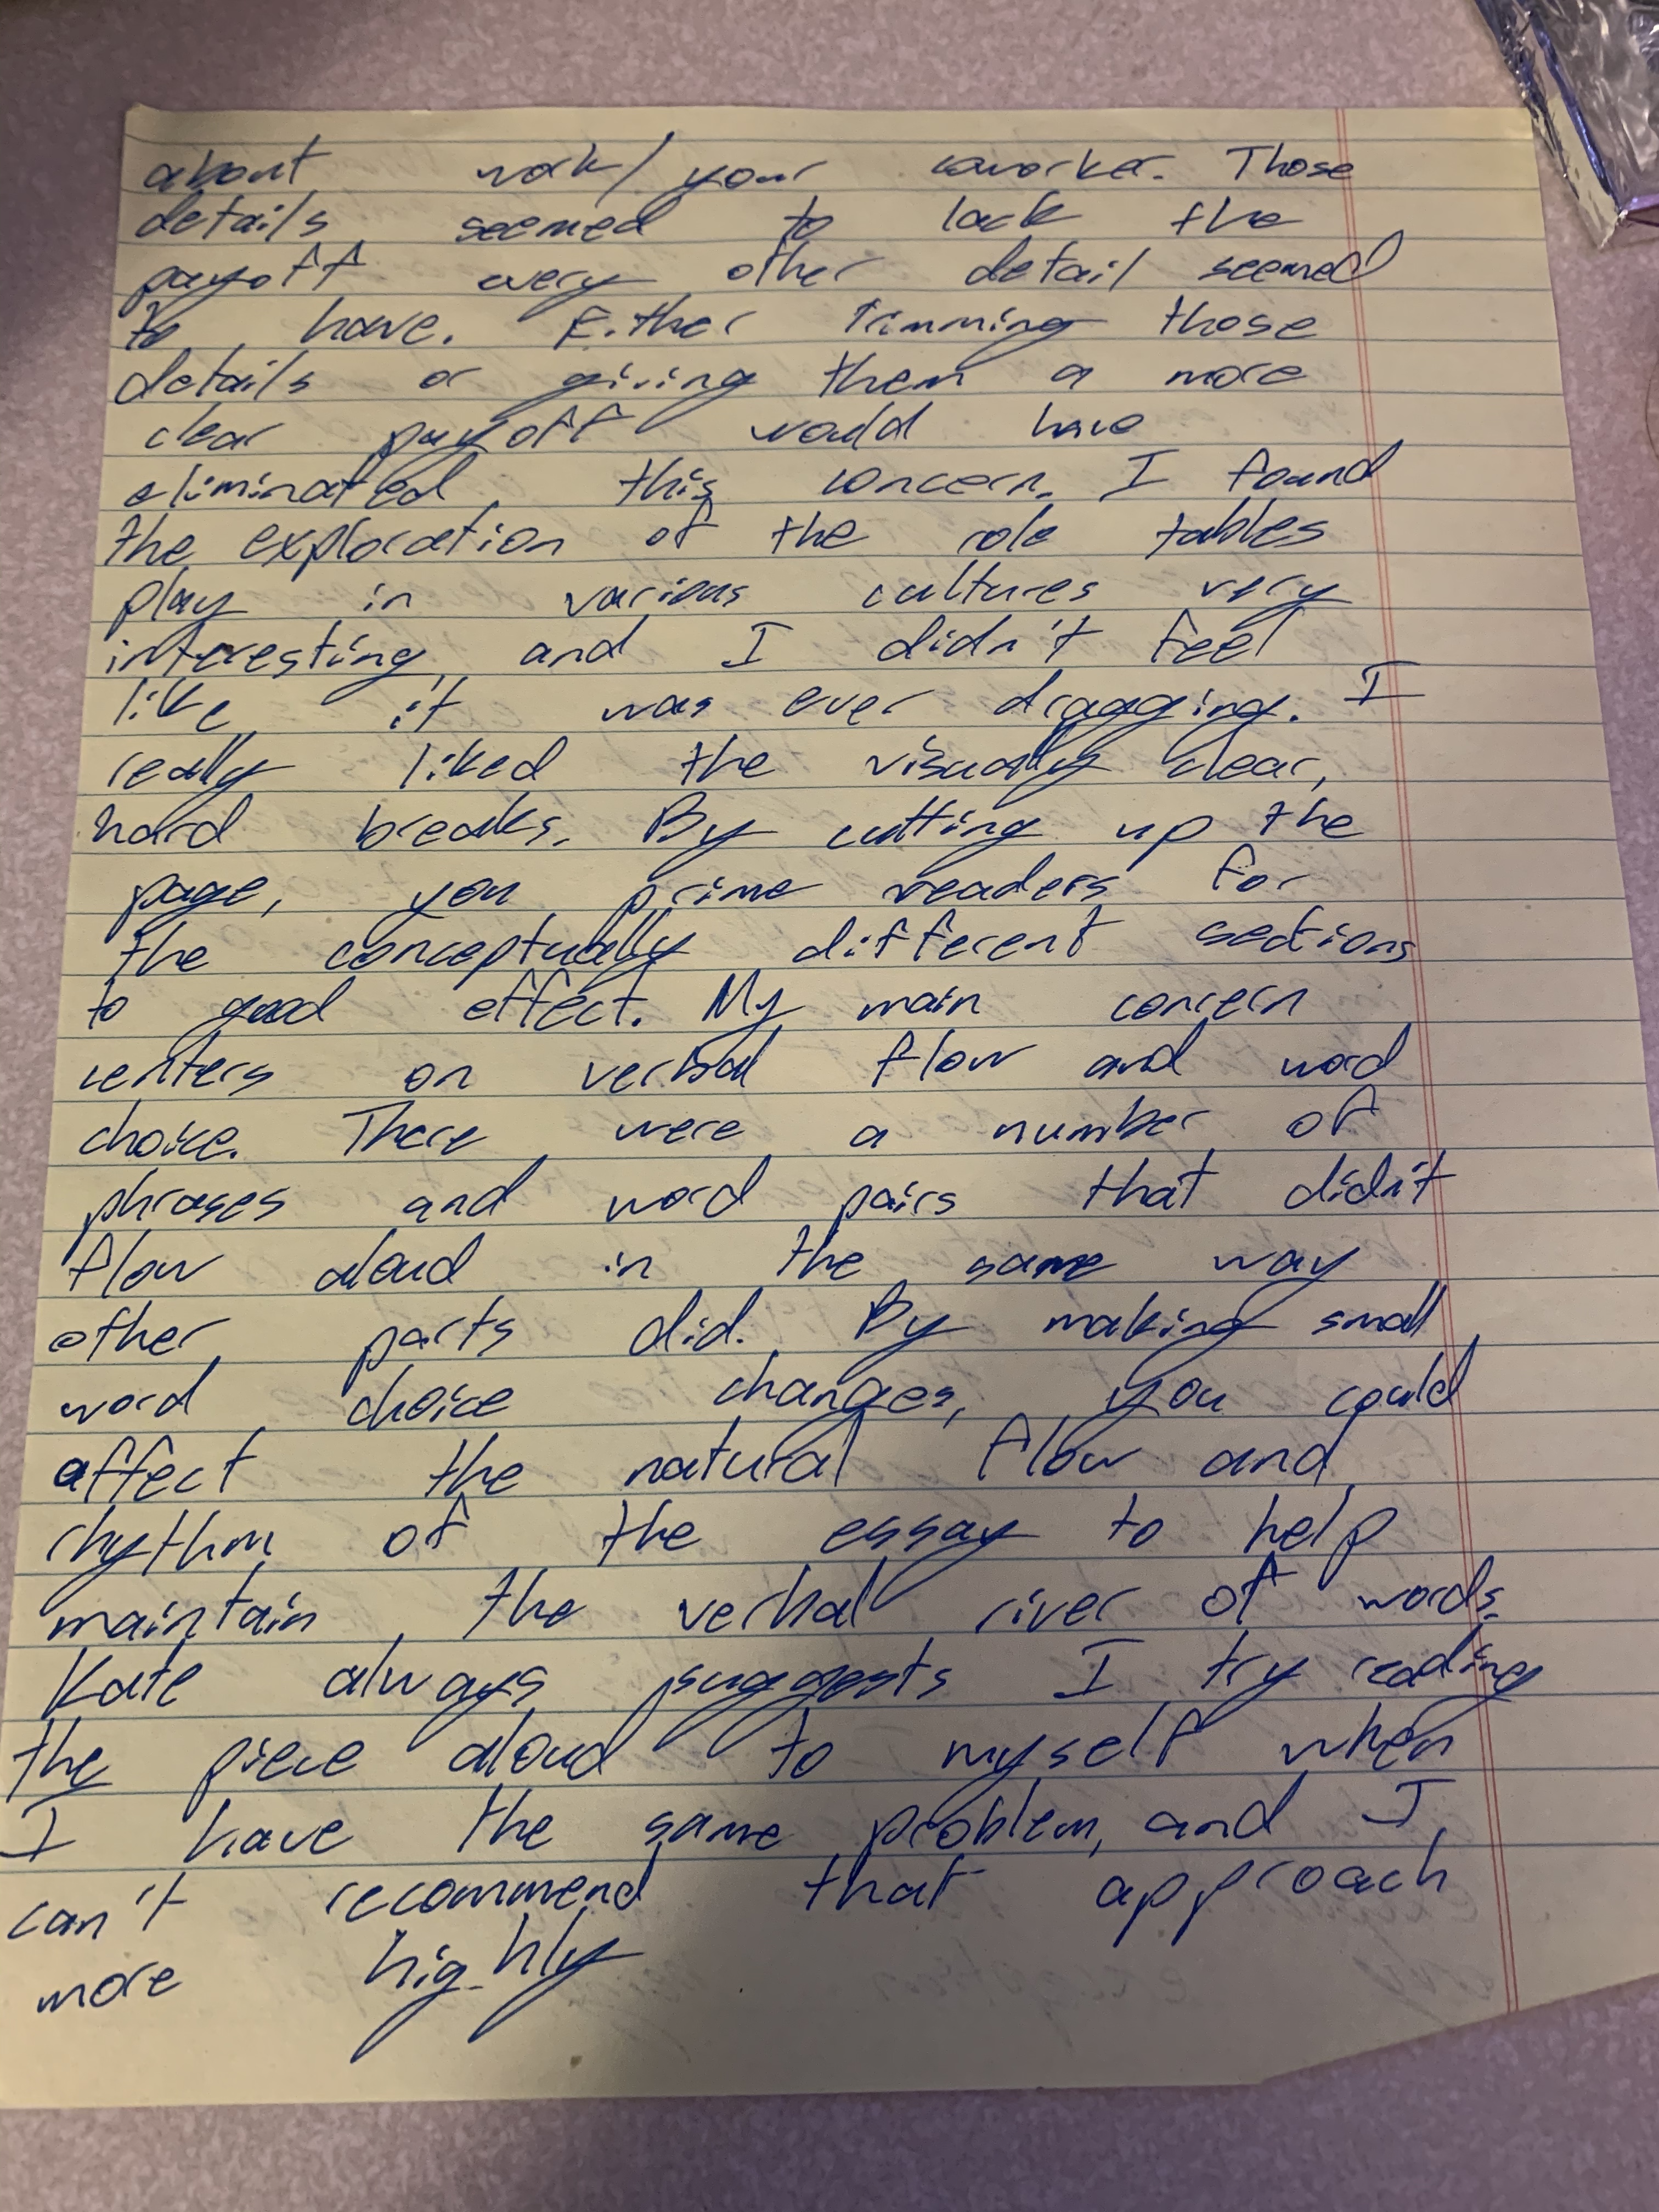 about work/your coworker. Those
details seemed to lack the
payoff every other detail seemed
to have. Either trimming those
details or giving them a more
clear payoff would have
eliminated this concern. I found
the exploration of the role tables
play in various cultures very
interesting, and I didn't feel
like it was ever dragging. I
really liked the visually clear,
hard breaks. By cutting up the
page, you prime readers for
the conceptually different sections
to good effect. My main concern
centers on verbal flow and word
choice. There were a number of
phrases and word pairs that didn't
flow aloud in the same way
other parts did. By making small
word choice changes, you could
affect the natural flow and
rhythm of the essay to help
maintain the verbal river of words.
Kate always suggests I try reading
the piece aloud to myself when
I have the same problem, and I
can't recommend that approach
more highly